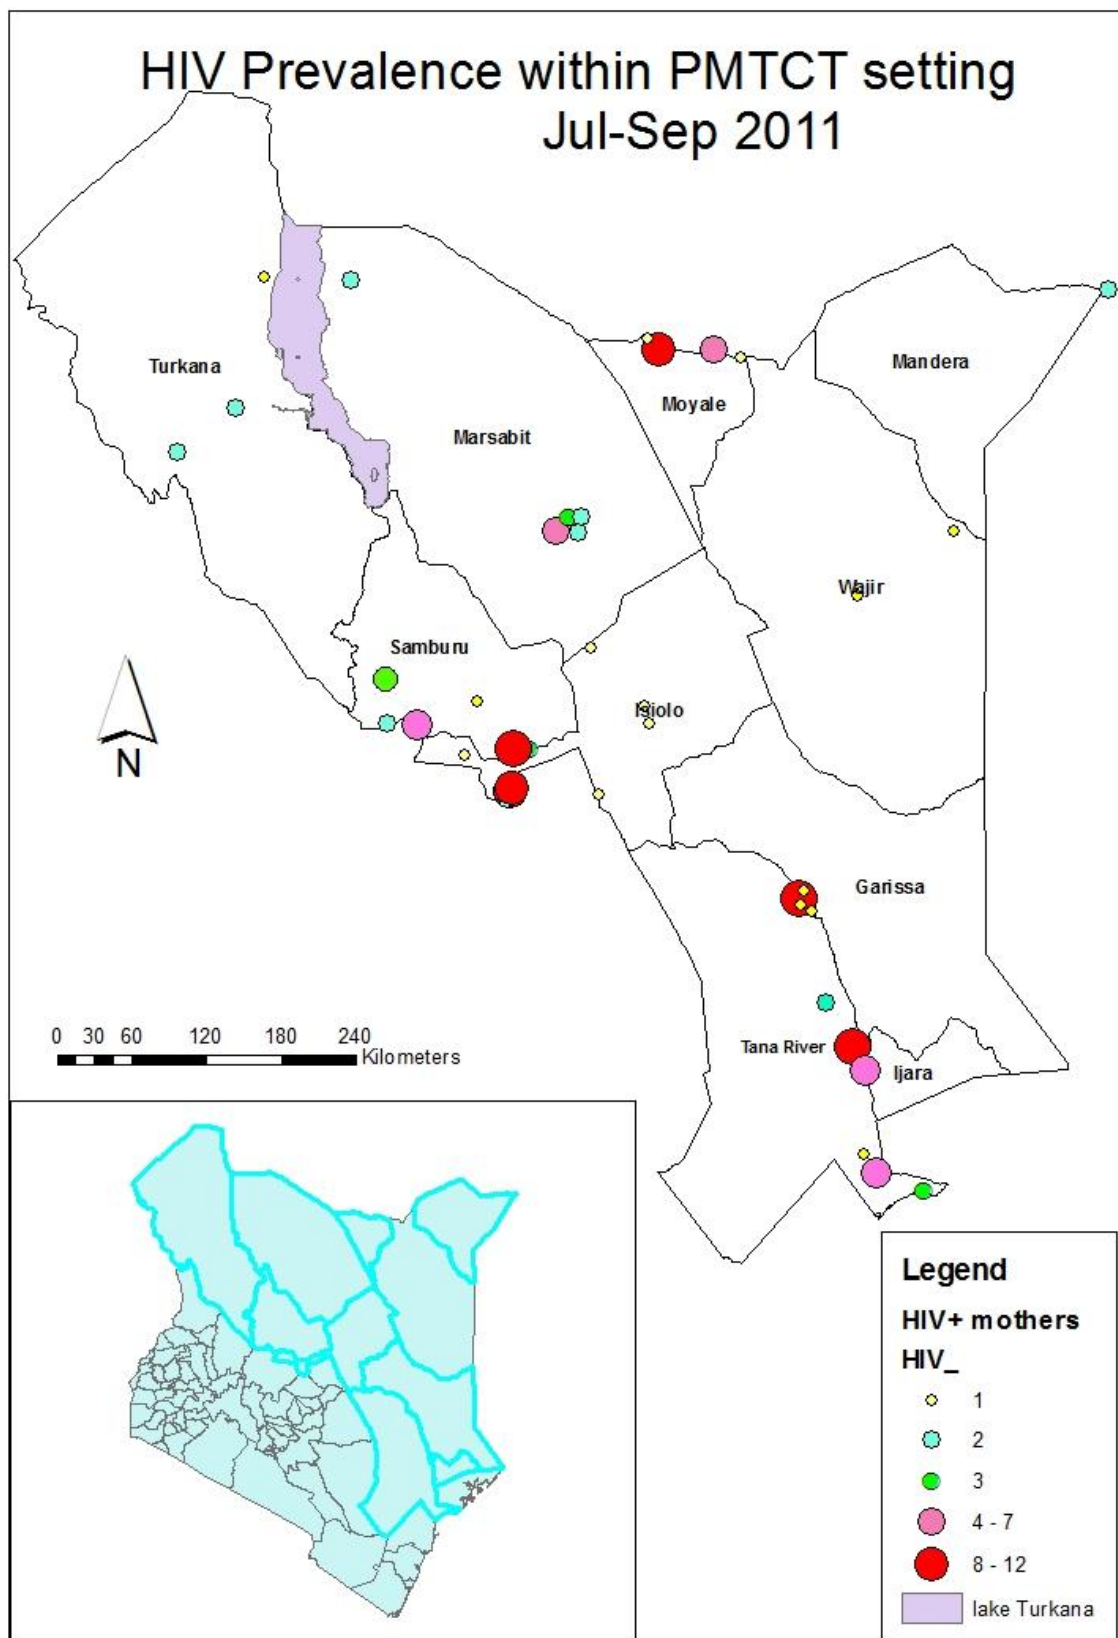 HIV Prevalence within PMTCT setting
Jul-Sep 2011
Turkana
Marsabit
Moyale
Mandera
Wajir
Samburu
Isiolo
N
Garissa
Tana River
Ijara
0 30 60 120 180 240
Kilometers
Legend
HIV+ mothers
HIV_
1
2
3
4 - 7
8 - 12
lake Turkana